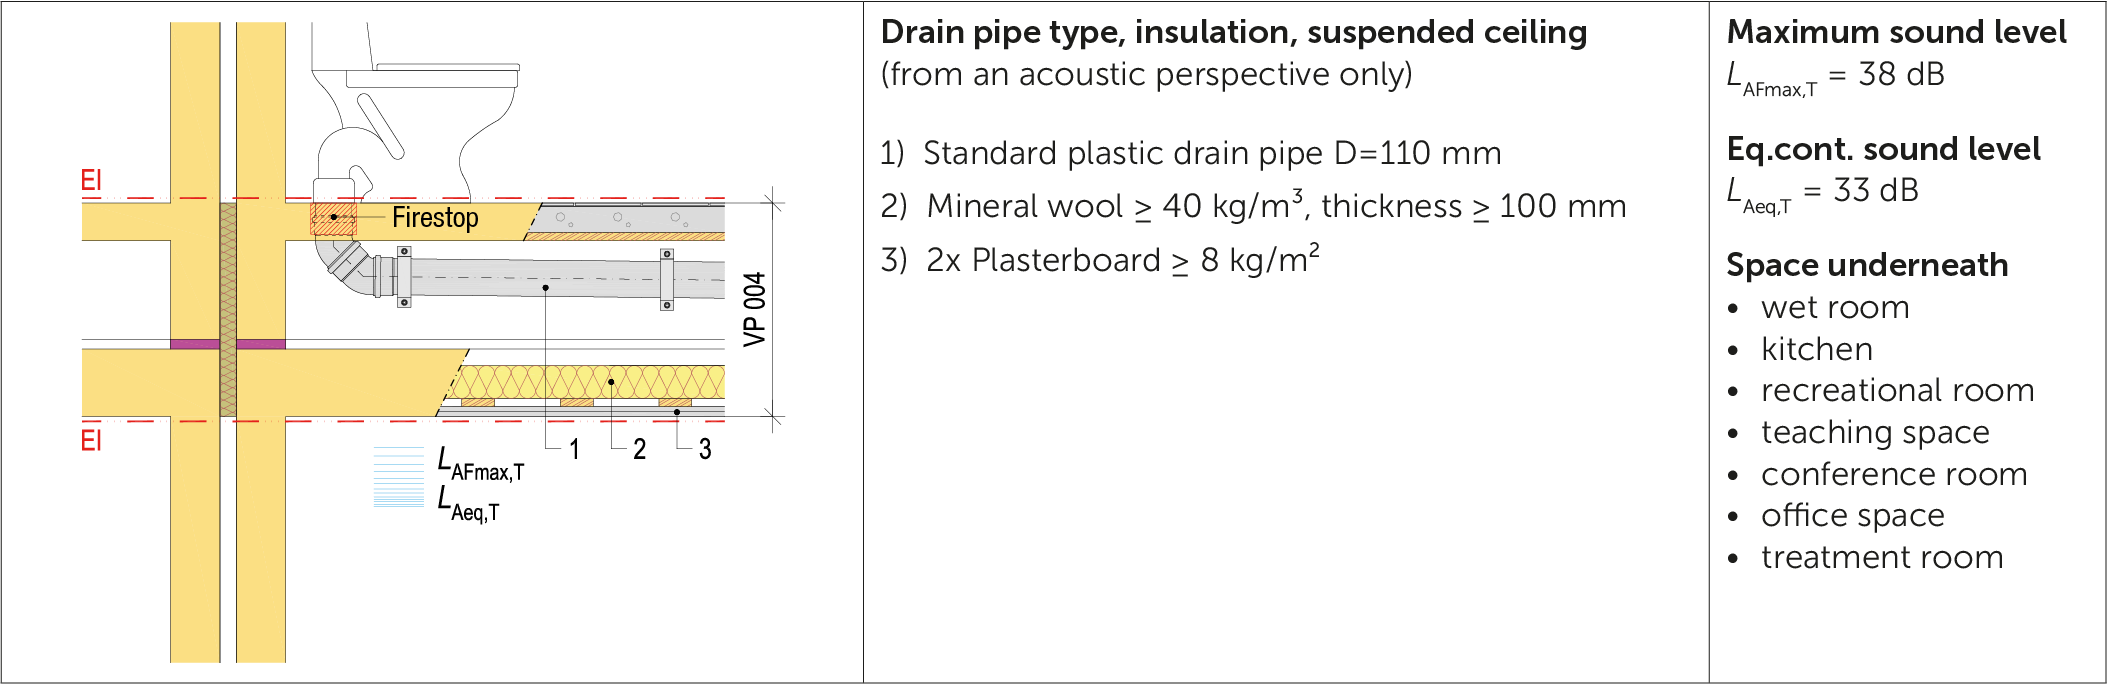 EI
Firestop
VP 004
EI
1
2
3
LAFmax,T
LAeq,T
Drain pipe type, insulation, suspended ceiling
(from an acoustic perspective only)
1) Standard plastic drain pipe D=110 mm
2) Mineral wool ≥ 40 kg/m³, thickness ≥ 100 mm
3) 2x Plasterboard ≥ 8 kg/m²
Maximum sound level
LAFmax,T = 38 dB
Eq.cont. sound level
LAeq,T = 33 dB
Space underneath
• wet room
• kitchen
• recreational room
• teaching space
• conference room
• office space
• treatment room